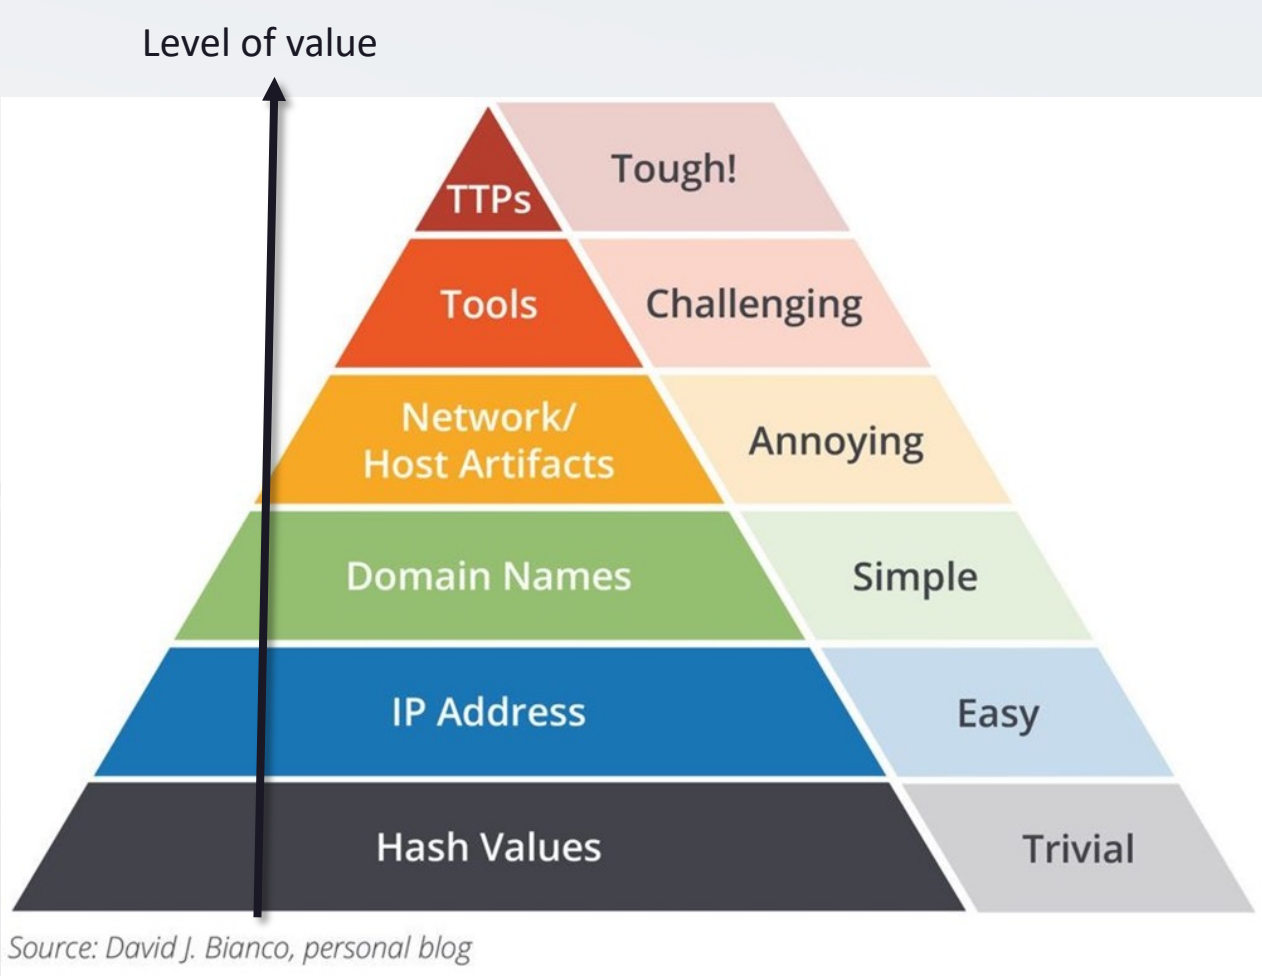 Level of value
TTPs
Tough!
Tools
Challenging
Network/
Host Artifacts
Annoying
Domain Names
Simple
IP Address
Easy
Hash Values
Trivial
Source: David J. Bianco, personal blog